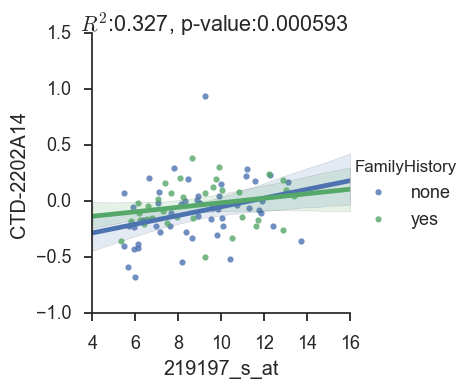 R²:0.327, p-value:0.000593
1.5
1.0
0.5
0.0
−0.5
−1.0
CTD-2202A14
4 6 8 10 12 14 16
219197_s_at
FamilyHistory
none
yes